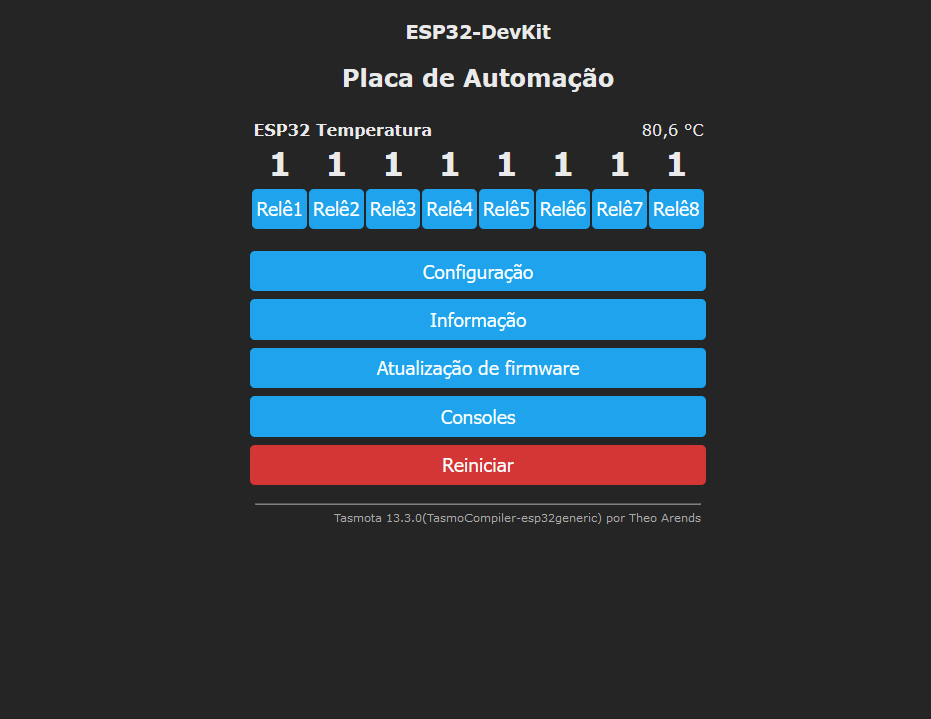 ESP32-DevKit
Placa de Automação
ESP32 Temperatura 80,6 °C
1 1 1 1 1 1 1 1
Relê1 Relê2 Relê3 Relê4 Relê5 Relê6 Relê7 Relê8
Configuração
Informação
Atualização de firmware
Consoles
Reiniciar
Tasmota 13.3.0(TasmoCompiler-esp32generic) por Theo Arends